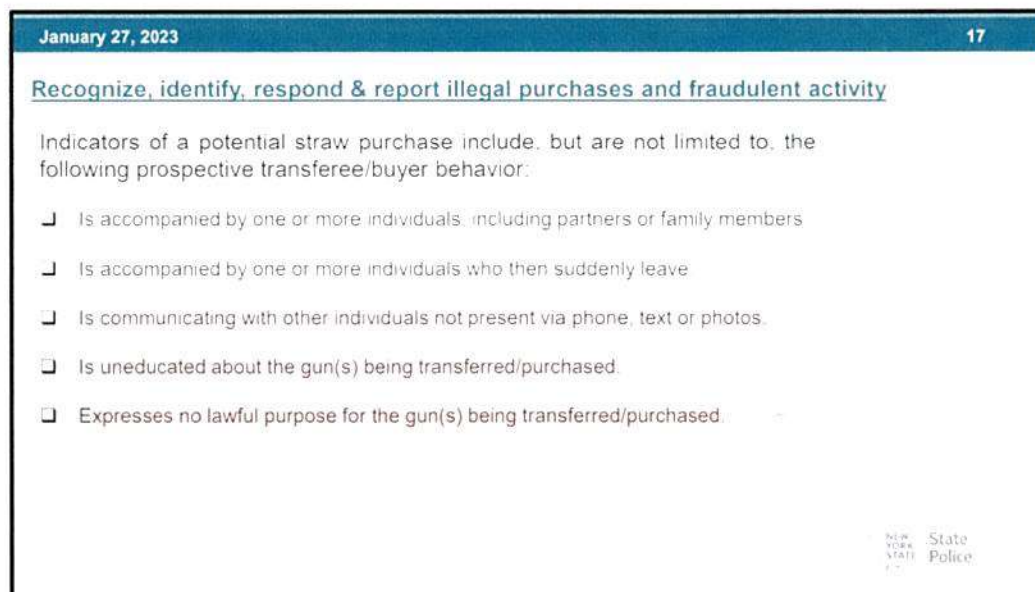 January 27, 2023 17
Recognize, identify, respond & report illegal purchases and fraudulent activity
Indicators of a potential straw purchase include, but are not limited to, the
following prospective transferee/buyer behavior:
❑ Is accompanied by one or more individuals, including partners or family members
❑ Is accompanied by one or more individuals who then suddenly leave
❑ Is communicating with other individuals not present via phone, text or photos.
❑ Is uneducated about the gun(s) being transferred/purchased.
❑ Expresses no lawful purpose for the gun(s) being transferred/purchased.
NEW YORK STATE State Police